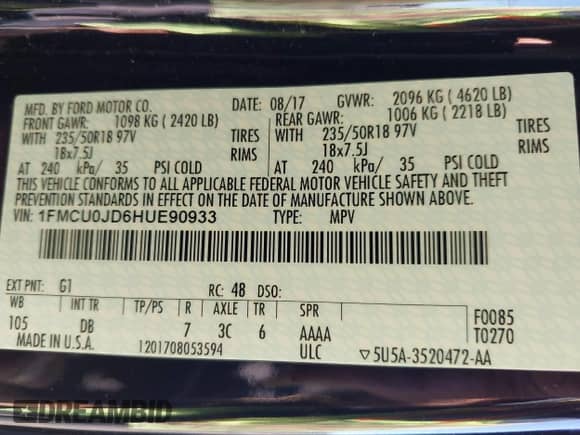 MFD. BY FORD MOTOR CO. DATE: 08/17 GVWR: 2096 KG ( 4620 LB)
FRONT GAWR: 1098 KG ( 2420 LB) REAR GAWR: 1006 KG ( 2218 LB)
WITH 235/50R18 97V TIRES WITH 235/50R18 97V TIRES
18x7.5J RIMS 18x7.5J RIMS
AT 240 kPa/ 35 PSI COLD AT 240 kPa/ 35 PSI COLD
THIS VEHICLE CONFORMS TO ALL APPLICABLE FEDERAL MOTOR VEHICLE SAFETY AND THEFT
PREVENTION STANDARDS IN EFFECT ON THE DATE OF MANUFACTURE SHOWN ABOVE.
VIN: 1FMCU0JD6HUE90933 TYPE: MPV
EXT PNT: G1 RC: 48 DSO:
WB INT TR TP/PS R AXLE TR SPR F0085
105 DB 7 3C 6 AAAA T0270
MADE IN U.S.A. 1201708053594 ULC ▽5U5A-3520472-AA
DREAMBID